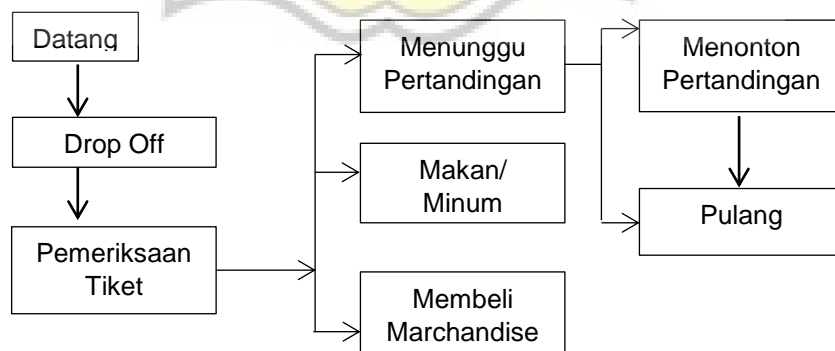 Datang
Drop Off
Pemeriksaan
Tiket
Menunggu
Pertandingan
Makan/
Minum
Membeli
Marchandise
Menonton
Pertandingan
Pulang